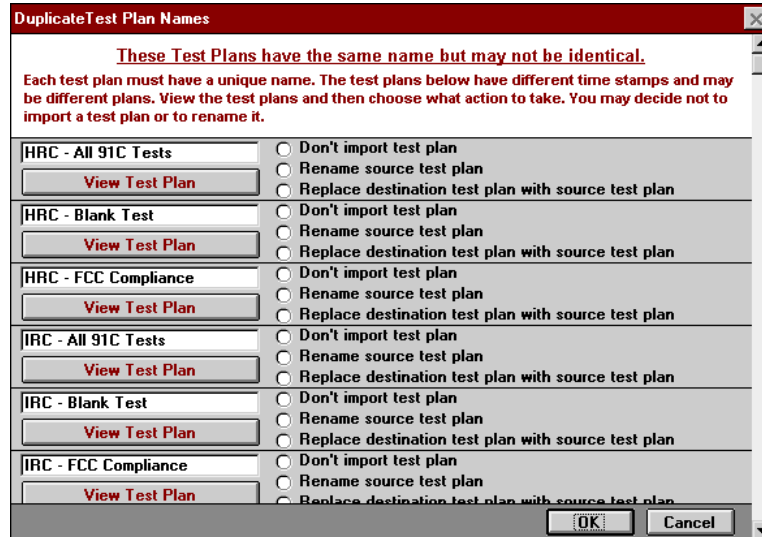 DuplicateTest Plan Names
These Test Plans have the same name but may not be identical.
Each test plan must have a unique name. The test plans below have different time stamps and may
be different plans. View the test plans and then choose what action to take. You may decide not to
import a test plan or to rename it.
HRC - All 91C Tests
View Test Plan
Don't import test plan
Rename source test plan
Replace destination test plan with source test plan
HRC - Blank Test
View Test Plan
Don't import test plan
Rename source test plan
Replace destination test plan with source test plan
HRC - FCC Compliance
View Test Plan
Don't import test plan
Rename source test plan
Replace destination test plan with source test plan
IRC - All 91C Tests
View Test Plan
Don't import test plan
Rename source test plan
Replace destination test plan with source test plan
IRC - Blank Test
View Test Plan
Don't import test plan
Rename source test plan
Replace destination test plan with source test plan
IRC - FCC Compliance
View Test Plan
Don't import test plan
Rename source test plan
Replace destination test plan with source test plan
OK
Cancel